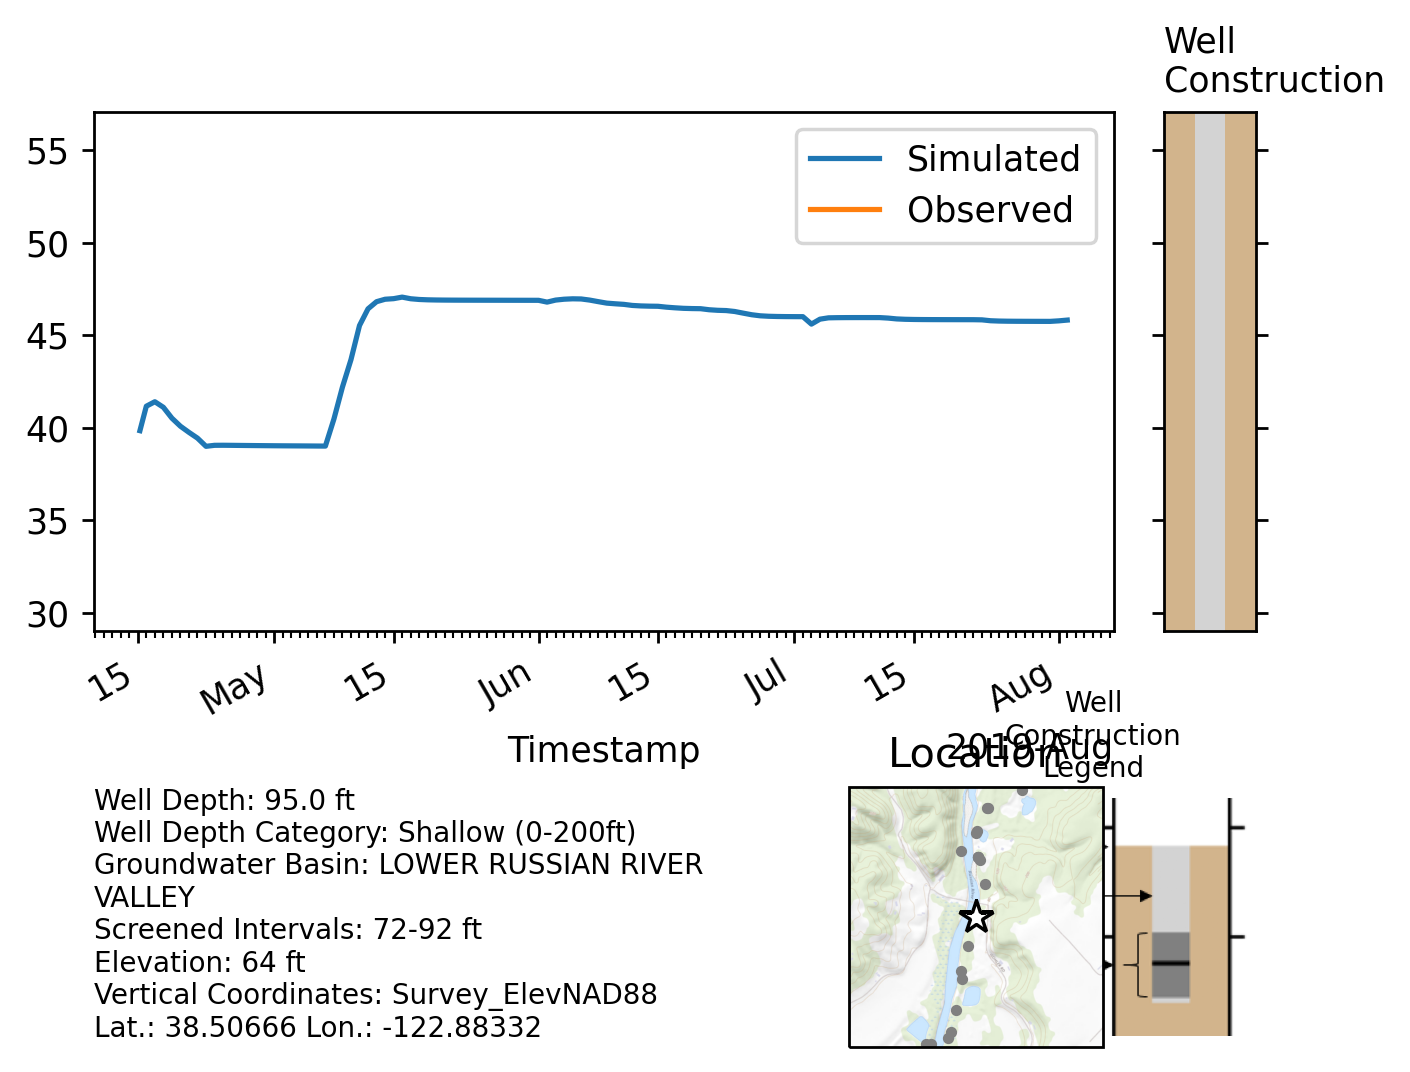 Well
Construction
55
50
45
40
35
30
Simulated
Observed
15
May
15
Jun
15
Jul
15
Aug
Timestamp
2019-Aug
Location
Well
Construction
Legend
Well Depth: 95.0 ft
Well Depth Category: Shallow (0-200ft)
Groundwater Basin: LOWER RUSSIAN RIVER
VALLEY
Screened Intervals: 72-92 ft
Elevation: 64 ft
Vertical Coordinates: Survey_ElevNAD88
Lat.: 38.50666 Lon.: -122.88332